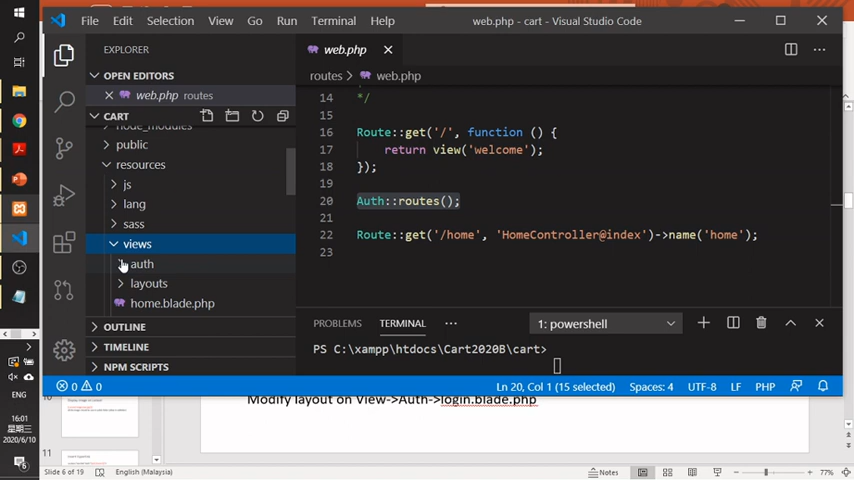 File Edit Selection View Go Run Terminal Help web.php - cart - Visual Studio Code
EXPLORER
OPEN EDITORS
web.php routes
CART
node_modules
public
resources
js
lang
sass
views
auth
layouts
home.blade.php
OUTLINE
TIMELINE
NPM SCRIPTS
web.php
routes > web.php
14 */
15
16 Route::get('/', function () {
17 return view('welcome');
18 });
19
20 Auth::routes();
21
22 Route::get('/home', 'HomeController@index')->name('home');
23
PROBLEMS TERMINAL ... 1: powershell
PS C:\xampp\htdocs\Cart2020B\cart>
0 0 Ln 20, Col 1 (15 selected) Spaces: 4 UTF-8 LF PHP
Modify layout on View->Auth->login.blade.php
10
11
ENG
16:01
2020/6/10
6
Slide 6 of 19 English (Malaysia) Notes 77%